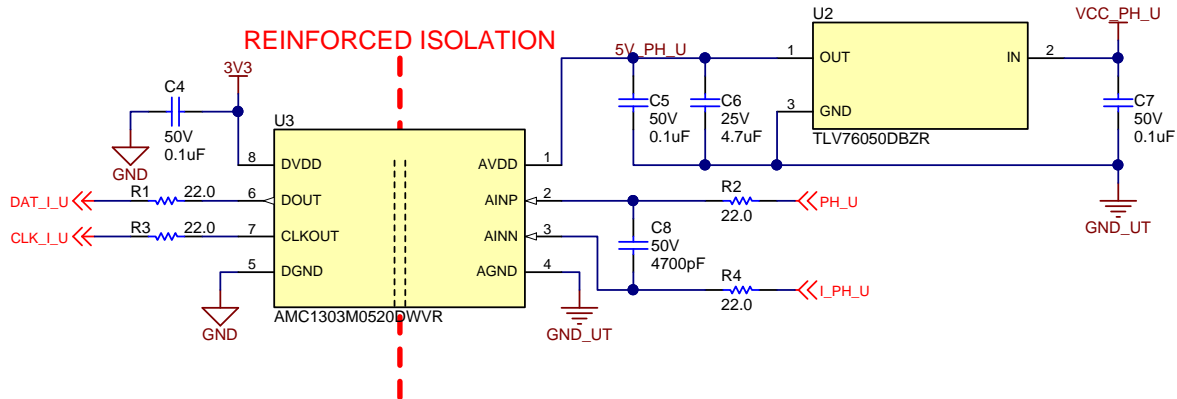 REINFORCED ISOLATION
U2
VCC_PH_U
5V_PH_U
1
OUT
IN
2
3
GND
TLV76050DBZR
C5
50V
0.1uF
C6
25V
4.7uF
C7
50V
0.1uF
GND_UT
3V3
C4
50V
0.1uF
GND
U3
8
DVDD
AVDD
1
DAT_I_U
R1
22.0
6
DOUT
AINP
2
R2
22.0
PH_U
CLK_I_U
R3
22.0
7
CLKOUT
AINN
3
C8
50V
4700pF
5
DGND
AGND
4
R4
22.0
I_PH_U
AMC1303M0520DWVR
GND
GND_UT